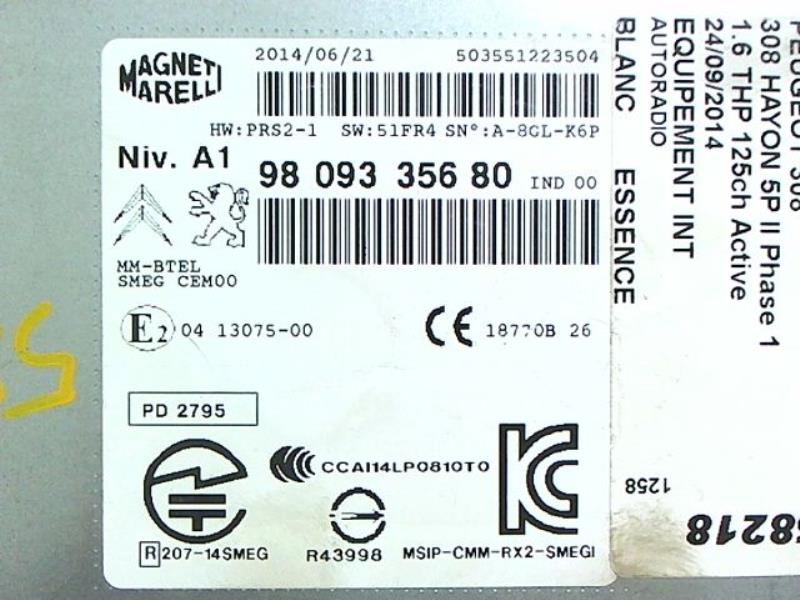 MAGNETI
MARELLI
2014/06/21 503551223504
HW:PRS2-1 SW:51FR4 SN°:A-8GL-K6P
Niv. A1
98 093 356 80 IND 00
MM-BTEL
SMEG CEM00
E2 04 13075-00
CE 18770B 26
PD 2795
CCAI14LP0810T0
R 207-14SMEG
R43998
MSIP-CMM-RX2-SMEGI
PEUGEOT 308
308 HAYON 5P II Phase 1
1.6 THP 125ch Active
24/09/2014
EQUIPEMENT INT
AUTORADIO
BLANC ESSENCE
1258
58218